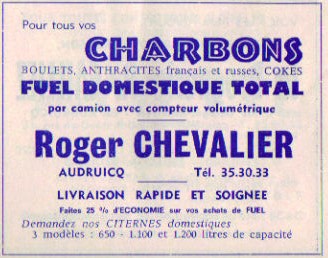 Pour tous vos
CHARBONS
BOULETS, ANTHRACITES français et russes, COKES
FUEL DOMESTIQUE TOTAL
par camion avec compteur volumétrique
Roger CHEVALIER
AUDRUICQ Tél. 35.30.33
LIVRAISON RAPIDE ET SOIGNEE
Faites 25 % d'ECONOMIE sur vos achats de FUEL
Demandez nos CITERNES domestiques
3 modèles : 650 - 1.100 et 1.200 litres de capacité